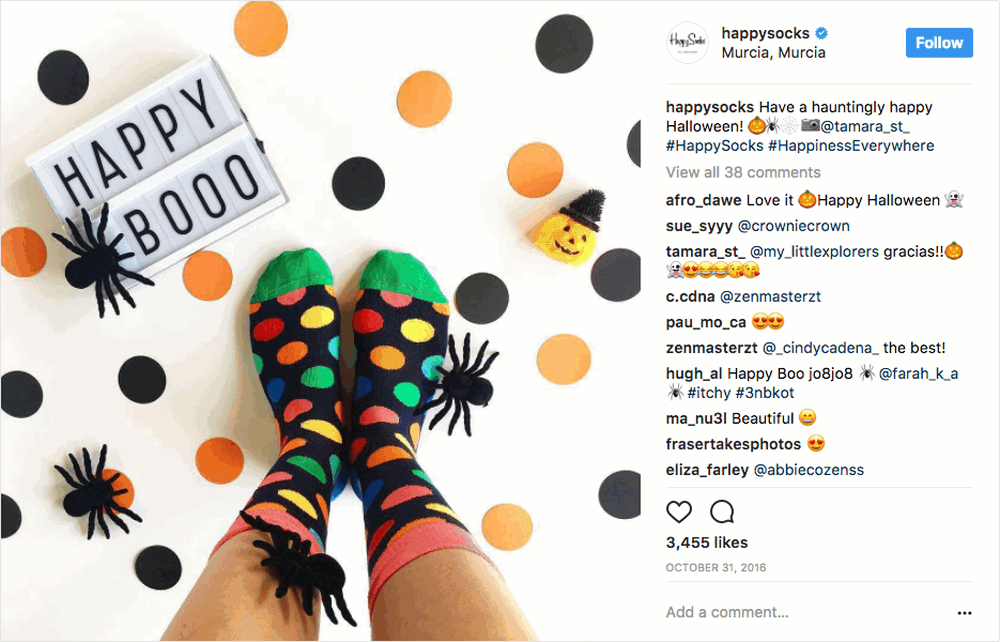 HAPPY
BOOO
HappySocks
happysocks
Murcia, Murcia
Follow
happysocks Have a hauntingly happy
Halloween! 🎃🕷🕸📷@tamara_st_
#HappySocks #HappinessEverywhere
View all 38 comments
afro_dawe Love it 🎃Happy Halloween 👻
sue_syyy @crowniecrown
tamara_st_ @my_littlexplorers gracias!!🎃
👻😍😂😂😘😘
c.cdna @zenmasterzt
pau_mo_ca 😍😍
zenmasterzt @_cindycadena_ the best!
hugh_al Happy Boo jo8jo8 🕷@farah_k_a
🕷#itchy #3nbkot
ma_nu3l Beautiful 😄
frasertakesphotos 😍
eliza_farley @abbiecozenss
3,455 likes
OCTOBER 31, 2016
Add a comment...